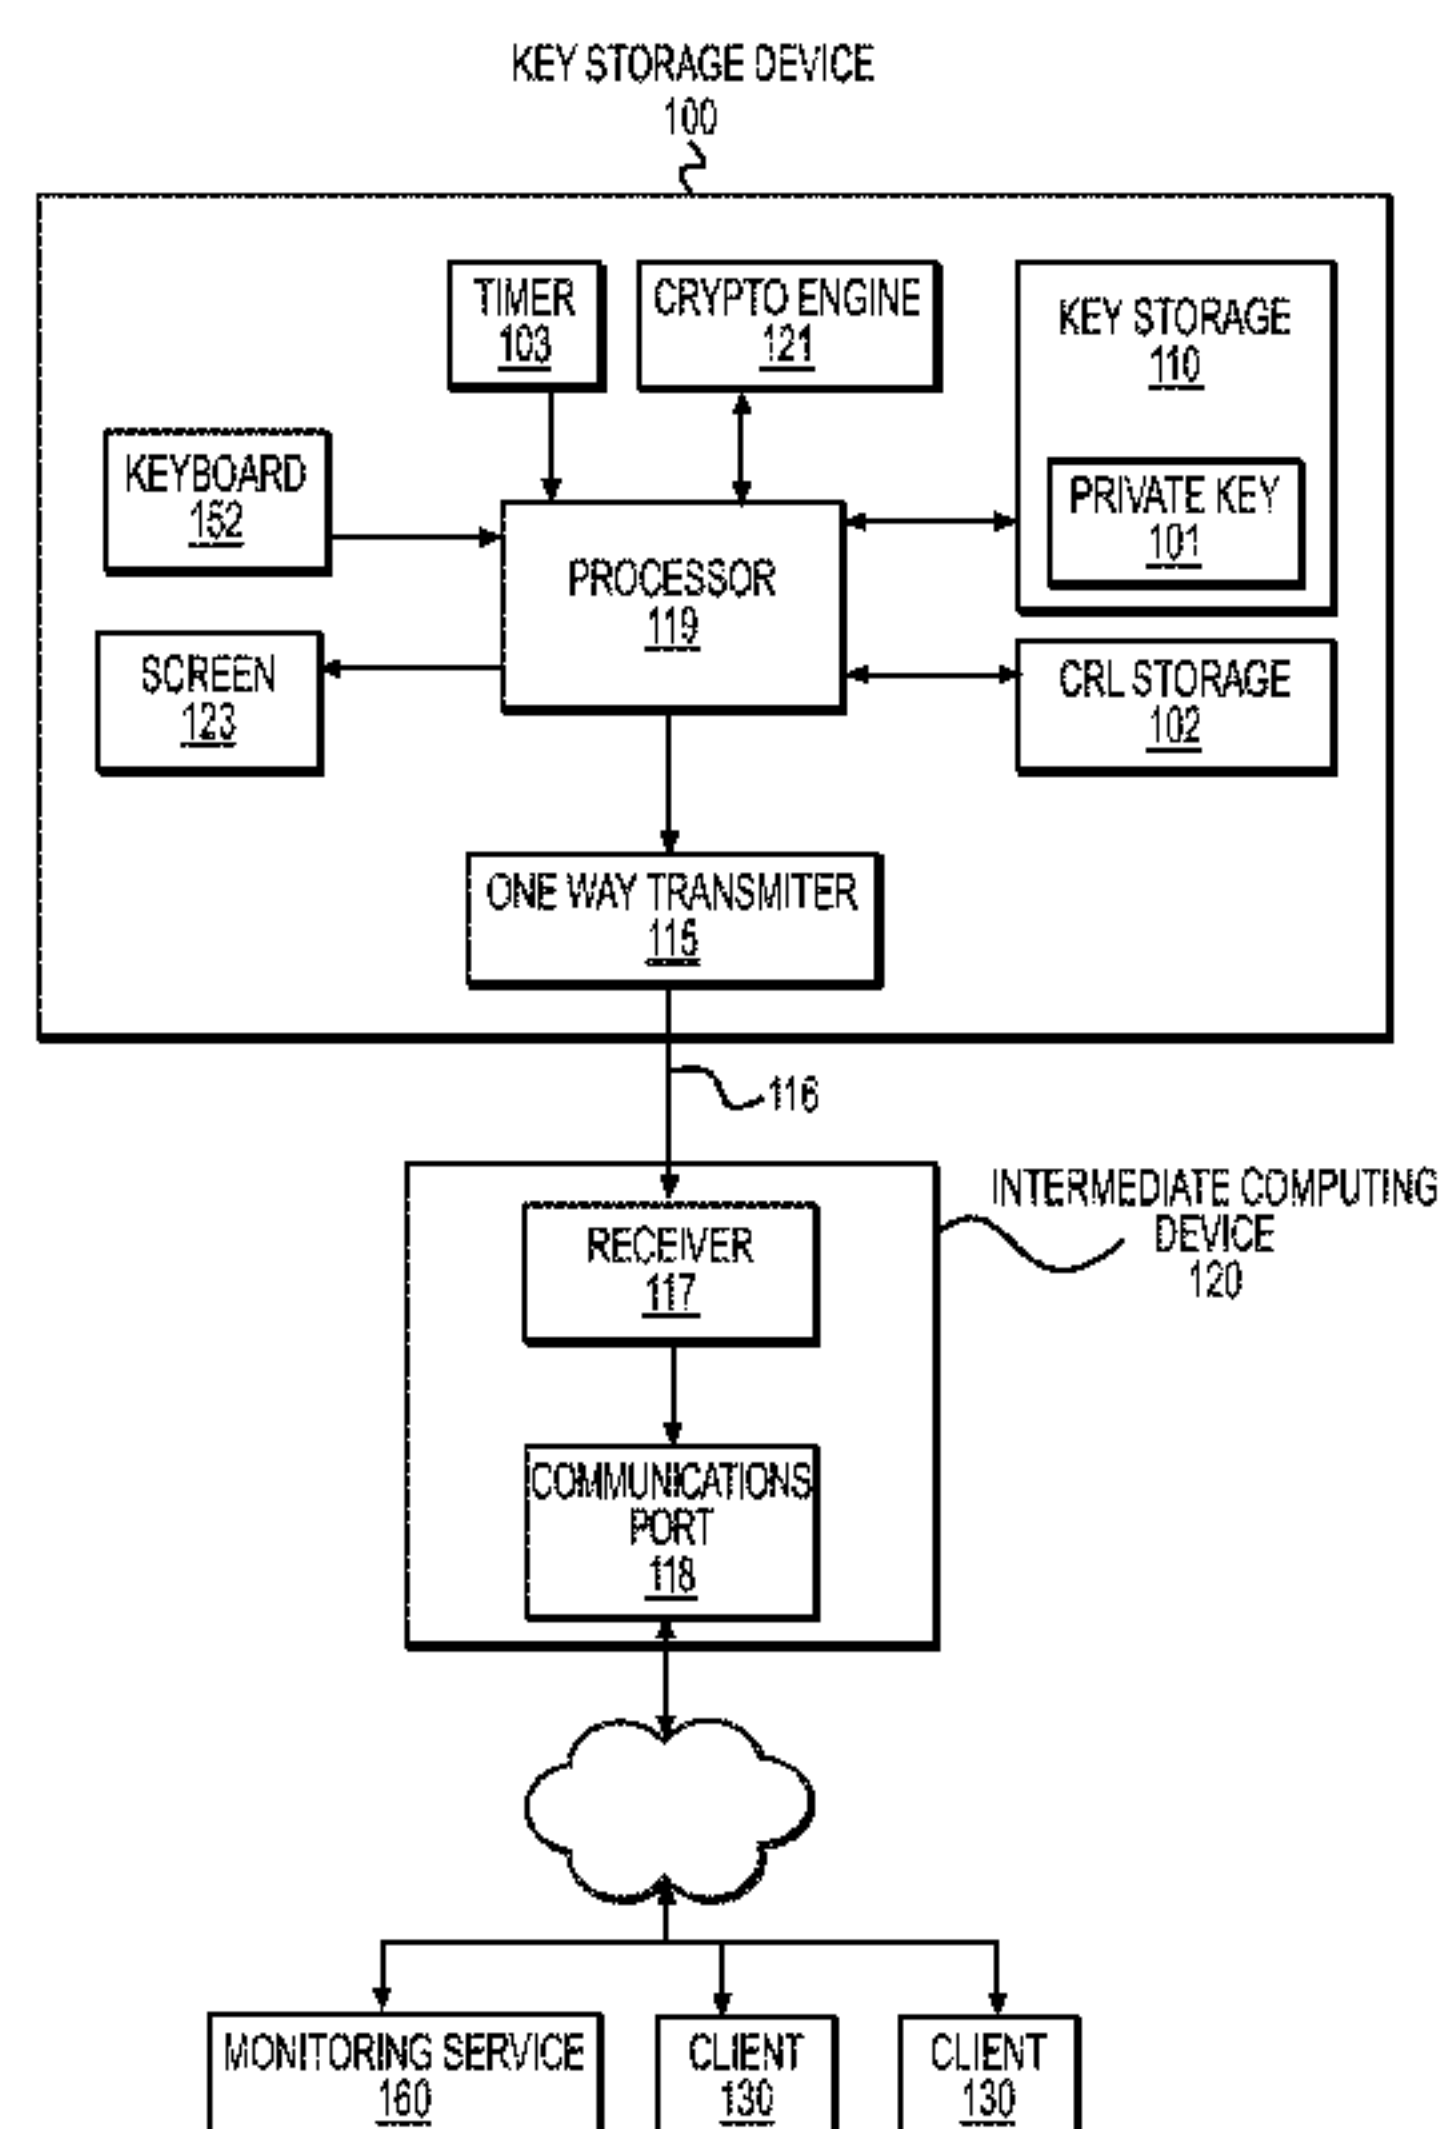 KEY STORAGE DEVICE
100
TIMER
103
CRYPTO ENGINE
121
KEY STORAGE
110
PRIVATE KEY
101
KEYBOARD
152
PROCESSOR
119
SCREEN
123
CRL STORAGE
102
ONE WAY TRANSMITER
115
116
INTERMEDIATE COMPUTING
DEVICE
120
RECEIVER
117
COMMUNICATIONS
PORT
118
MONITORING SERVICE
160
CLIENT
130
CLIENT
130